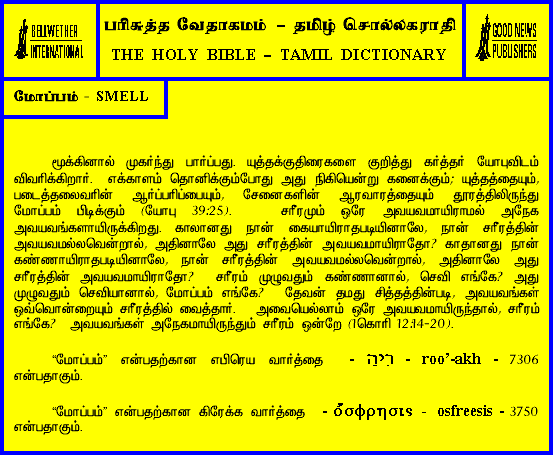 BELLWETHER
INTERNATIONAL
பரிசுத்த வேதாகமம் – தமிழ் சொல்லகராதி
THE HOLY BIBLE – TAMIL DICTIONARY
GOOD NEWS
PUBLISHERS
மோப்பம் - SMELL
மூக்கினால் முகர்ந்து பார்ப்பது. யுத்தக்குதிரைகளை குறித்து கர்த்தர் யோபுவிடம்
விவரிக்கிறார். எக்காளம் தொனிக்கும்போது அது நிகியென்று கணைக்கும்; யுத்தத்தையும்,
படைத்தலைவரின் ஆர்ப்பரிப்பையும், சேனைகளின் ஆரவாரத்தையும் தூரத்திலிருந்து
மோப்பம் பிடிக்கும் (யோபு 39:25). சரீரமும் ஒரே அவயவமாயிராமல் அநேக
அவயவங்களாயிருக்கிறது. காலானது நான் கையாயிராதபடியினாலே, நான் சரீரத்தின்
அவயவமல்லவென்றால், அதினாலே அது சரீரத்தின் அவயவமாயிராதோ? காதானது நான்
கண்ணாயிராதபடியினாலே, நான் சரீரத்தின் அவயவமல்லவென்றால், அதினாலே அது
சரீரத்தின் அவயவமாயிராதோ? சரீரம் முழுவதும் கண்ணானால், செவி எங்கே? அது
முழுவதும் செவியானால், மோப்பம் எங்கே? தேவன் தமது சித்தத்தின்படி, அவயவங்கள்
ஒவ்வொன்றையும் சரீரத்தில் வைத்தார். அவையெல்லாம் ஒரே அவயவமாயிருந்தால், சரீரம்
எங்கே? அவயவங்கள் அநேகமாயிருந்தும் சரீரம் ஒன்றே (1கொரி 12:14-20).
“மோப்பம்” என்பதற்கான எபிரெய வார்த்தை - רִיחַ - roo’-akh - 7306
என்பதாகும்.
“மோப்பம்” என்பதற்கான கிரேக்க வார்த்தை - ὄσφρησις - osfreesis - 3750
என்பதாகும்.